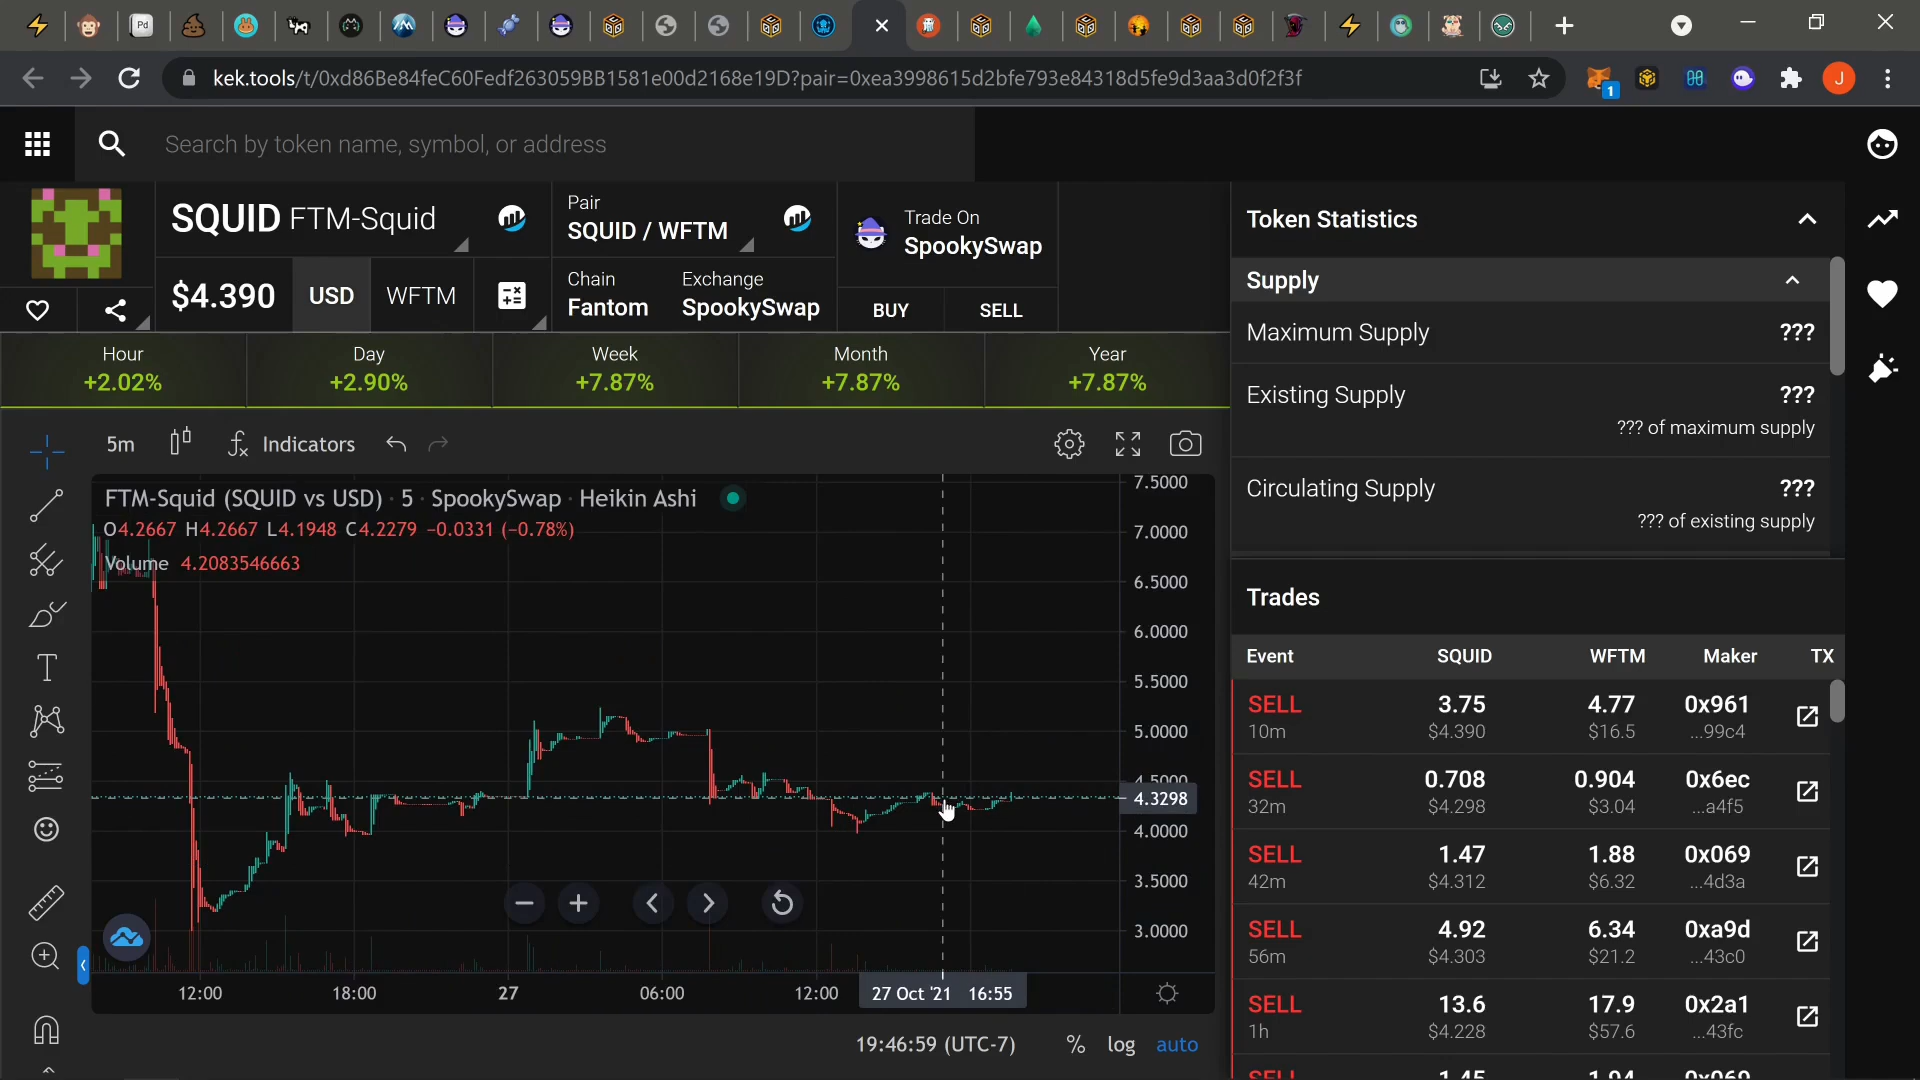 Pd
kek.tools/t/0xd86Be84feC60Fedf263059BB1581e00d2168e19D?pair=0xea3998615d2bfe793e84318d5fe9d3aa3d0f2f3f
1
J
Search by token name, symbol, or address
SQUID FTM-Squid
Pair
SQUID / WFTM
Trade On
SpookySwap
$4.390
USD
WFTM
Chain
Fantom
Exchange
SpookySwap
BUY
SELL
Hour
+2.02%
Day
+2.90%
Week
+7.87%
Month
+7.87%
Year
+7.87%
5m
Indicators
FTM-Squid (SQUID vs USD) · 5 · SpookySwap · Heikin Ashi
O4.2667 H4.2667 L4.1948 C4.2279 −0.0331 (−0.78%)
Volume 4.2083546663
7.5000
7.0000
6.5000
6.0000
5.5000
5.0000
4.5000
4.3298
4.0000
3.5000
3.0000
12:00
18:00
27
06:00
12:00
27 Oct '21 16:55
19:46:59 (UTC-7)
%
log
auto
Token Statistics
Supply
Maximum Supply ???
Existing Supply ???
??? of maximum supply
Circulating Supply ???
??? of existing supply
Trades
Event SQUID WFTM Maker TX
SELL 3.75 4.77 0x961
10m $4.390 $16.5 ...99c4
SELL 0.708 0.904 0x6ec
32m $4.298 $3.04 ...a4f5
SELL 1.47 1.88 0x069
42m $4.312 $6.32 ...4d3a
SELL 4.92 6.34 0xa9d
56m $4.303 $21.2 ...43c0
SELL 13.6 17.9 0x2a1
1h $4.228 $57.6 ...43fc
SELL 1.45 1.94 0x069